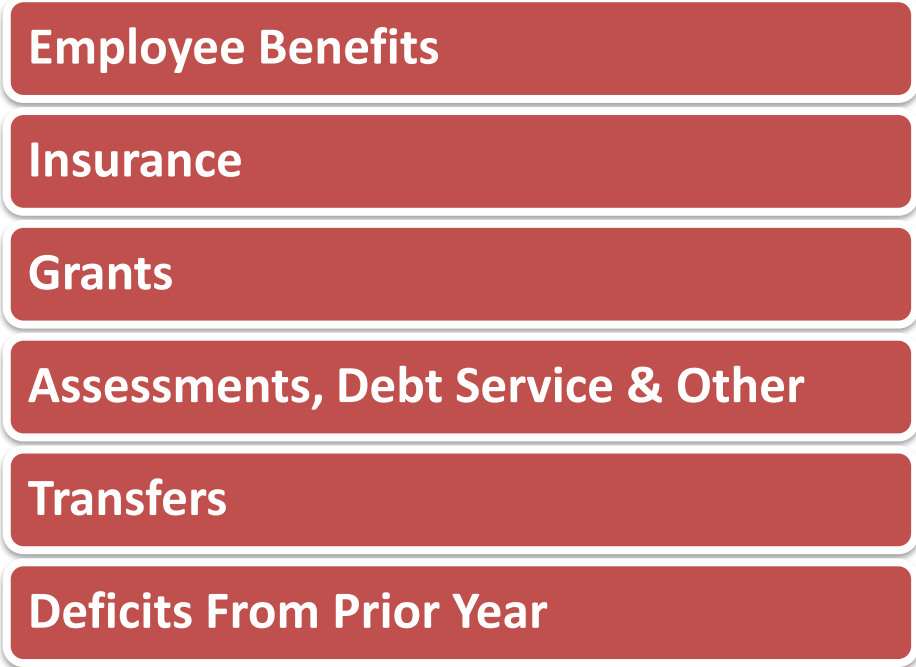 Employee Benefits
Insurance
Grants
Assessments, Debt Service & Other
Transfers
Deficits From Prior Year